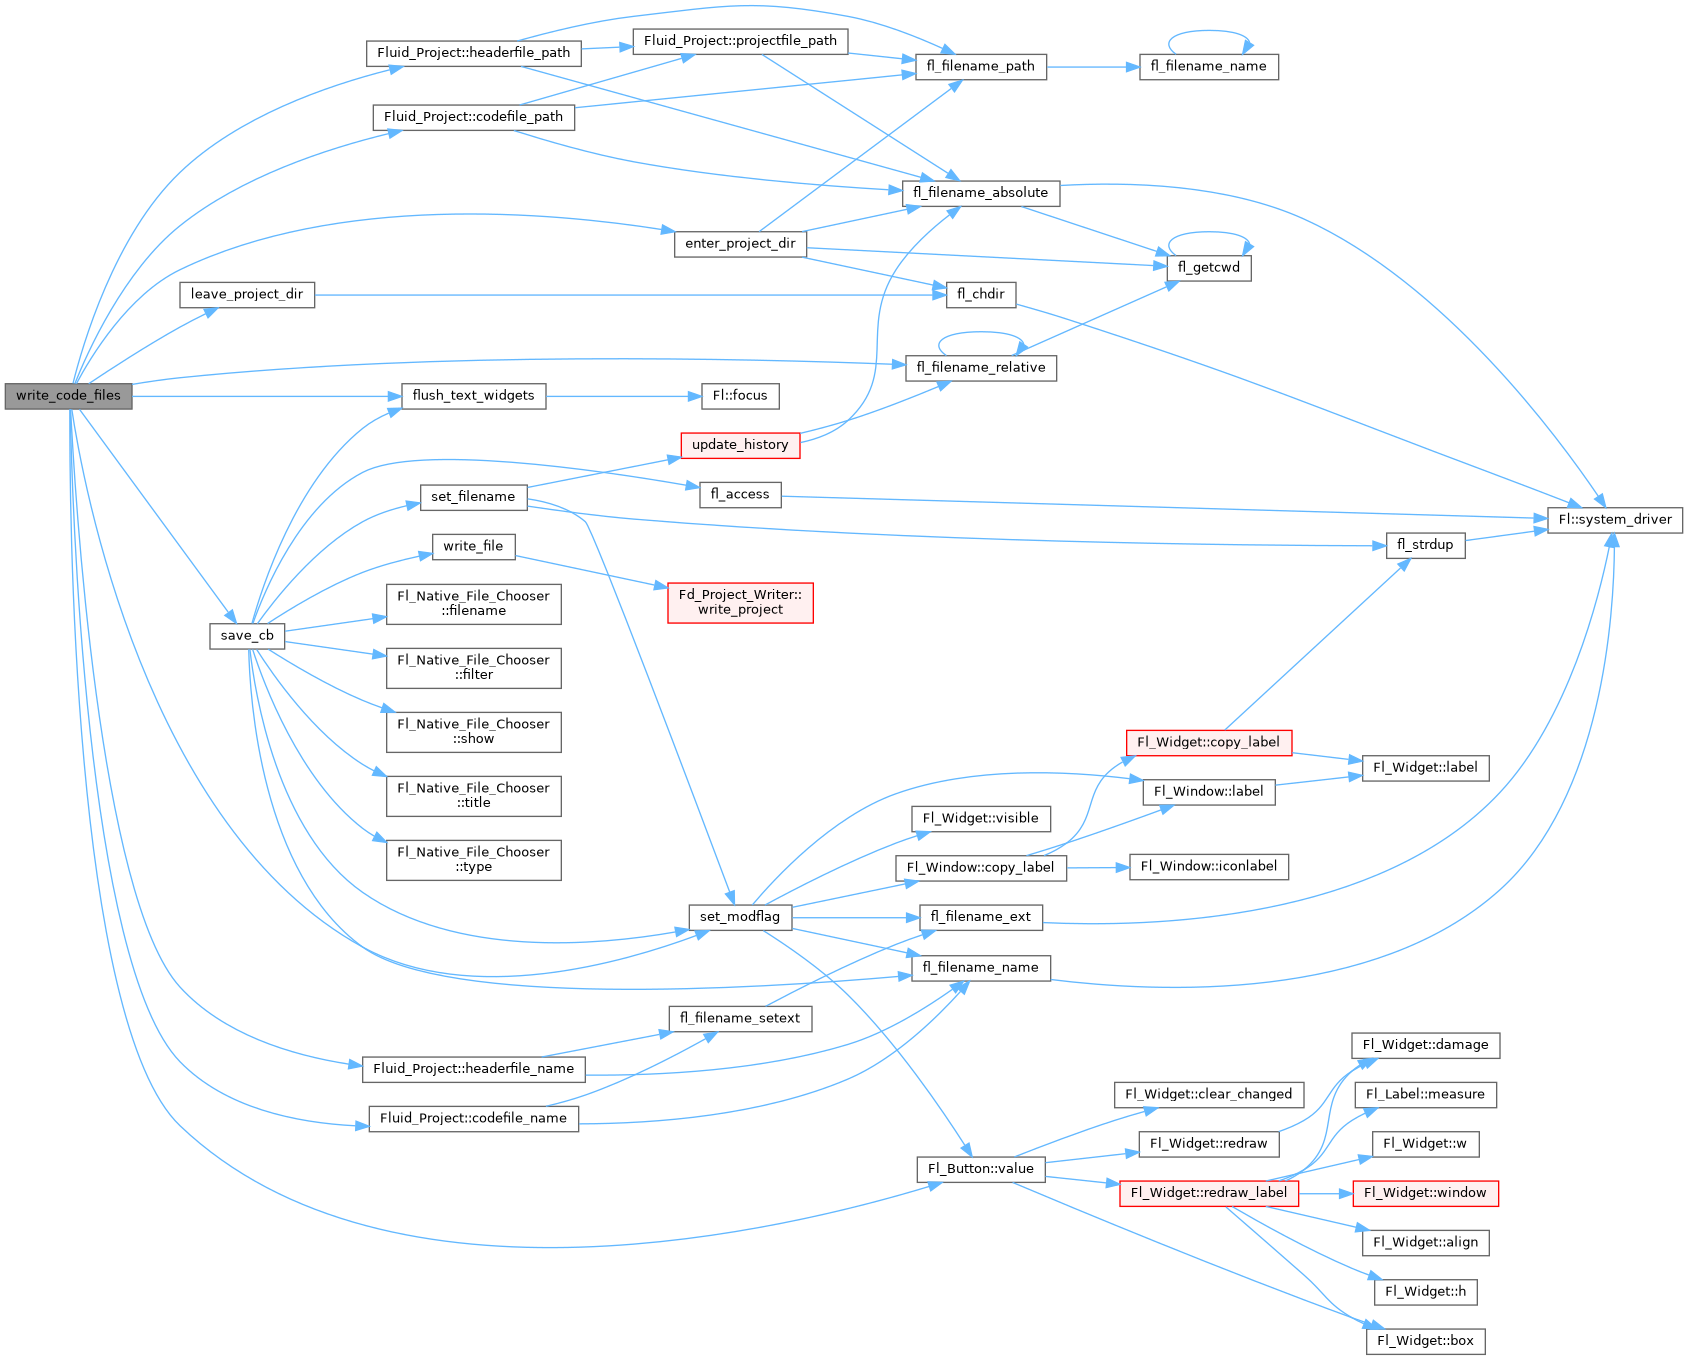 Fluid_Project::headerfile_path
Fluid_Project::projectfile_path
fl_filename_path
fl_filename_name
Fluid_Project::codefile_path
fl_filename_absolute
enter_project_dir
fl_getcwd
leave_project_dir
fl_chdir
fl_filename_relative
write_code_files
flush_text_widgets
Fl::focus
update_history
set_filename
fl_access
Fl::system_driver
write_file
fl_strdup
Fl_Native_File_Chooser
::filename
Fd_Project_Writer::
write_project
save_cb
Fl_Native_File_Chooser
::filter
Fl_Native_File_Chooser
::show
Fl_Widget::copy_label
Fl_Widget::label
Fl_Native_File_Chooser
::title
Fl_Window::label
Fl_Widget::visible
Fl_Native_File_Chooser
::type
Fl_Window::copy_label
Fl_Window::iconlabel
set_modflag
fl_filename_ext
fl_filename_name
fl_filename_setext
Fl_Widget::damage
Fluid_Project::headerfile_name
Fl_Widget::clear_changed
Fl_Label::measure
Fluid_Project::codefile_name
Fl_Widget::redraw
Fl_Widget::w
Fl_Button::value
Fl_Widget::redraw_label
Fl_Widget::window
Fl_Widget::align
Fl_Widget::h
Fl_Widget::box